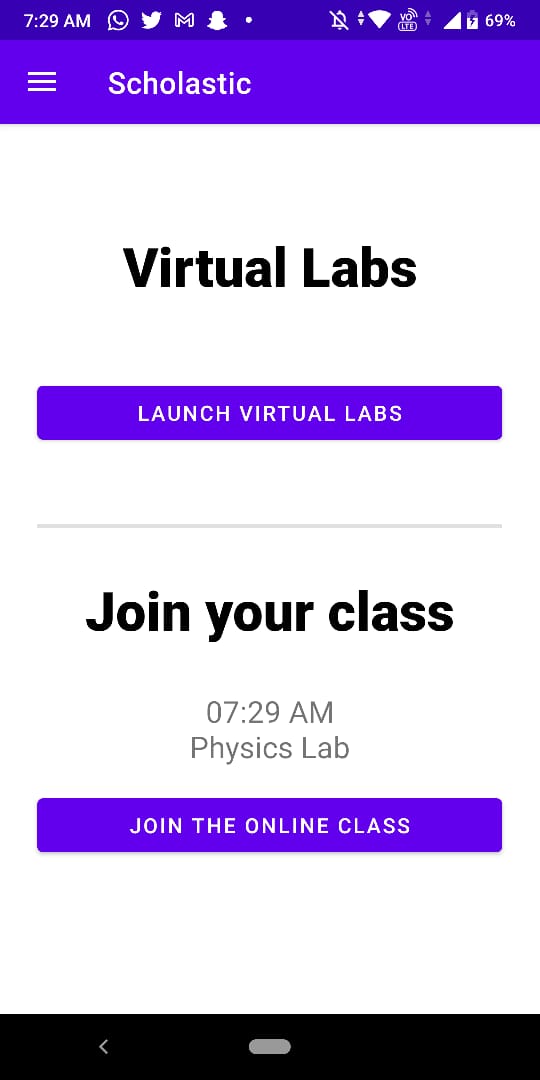 7:29 AM
VO LTE
69%
Scholastic
Virtual Labs
LAUNCH VIRTUAL LABS
Join your class
07:29 AM
Physics Lab
JOIN THE ONLINE CLASS